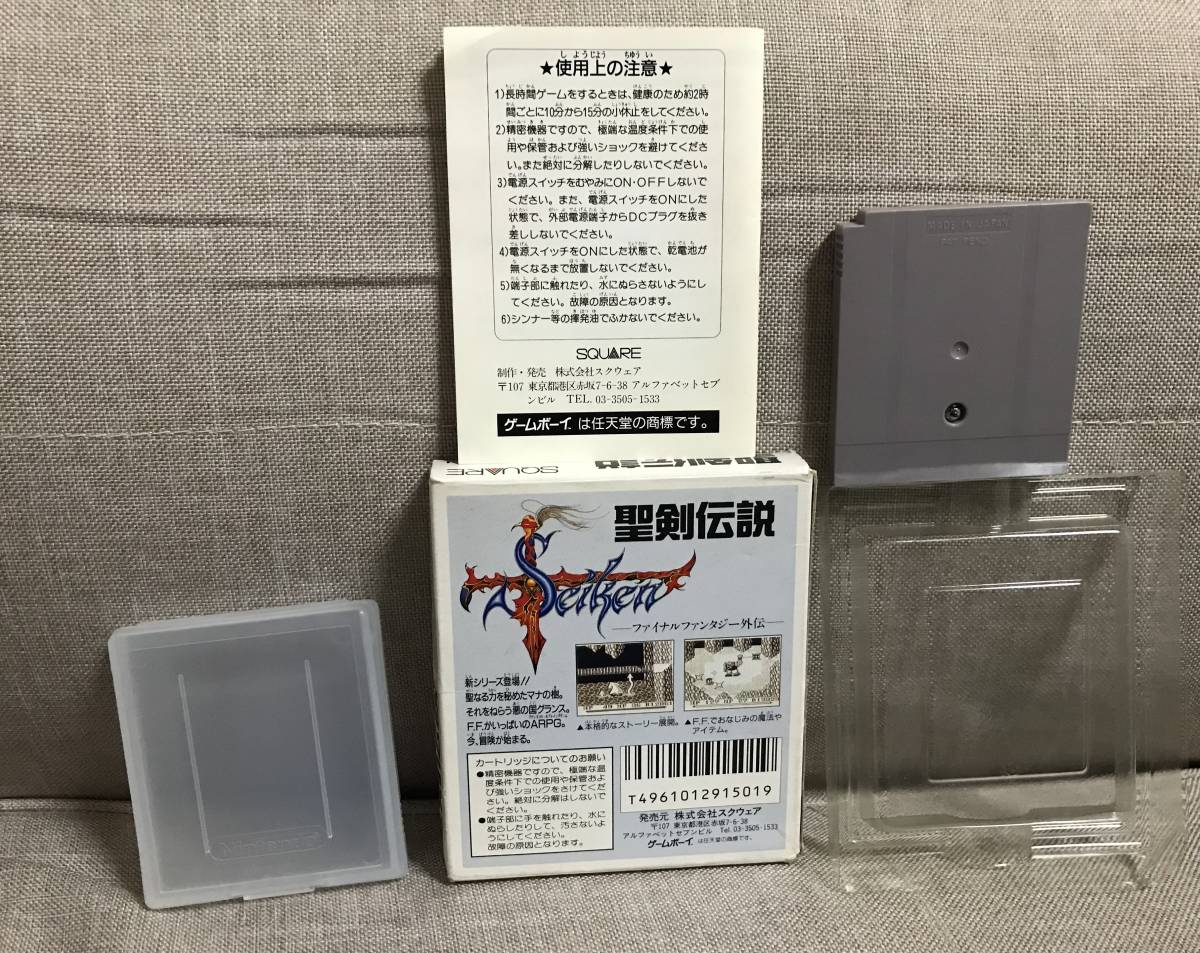 ★使用上の注意★
1)長時間ゲームをするときは、健康のため約2時
間ごとに10分から15分の小休止をしてください。
2)精密機器ですので、極端な温度条件下での使
用や保管および強いショックを避けてくださ
い。また絶対に分解したりしないでください。
3)電源スイッチをむやみにON・OFFしないで
ください。また、電源スイッチをONにした
状態で、外部電源端子からDCプラグを抜き
差ししないでください。
4)電源スイッチをONにした状態で、乾電池が
無くなるまで放置しないでください。
5)端子部に触れたり、水にぬらさないようにし
てください。故障の原因となります。
6)シンナー等の揮発油でふかないでください。
SQUARE
制作・発売 株式会社スクウェア
〒107 東京都港区赤坂7-6-38 アルファベットセブ
ンビル TEL. 03-3505-1533
ゲームボーイ は任天堂の商標です。
MADE IN JAPAN
SQUARE
聖剣伝説
聖剣伝説
Seiken
―ファイナルファンタジー外伝―
新シリーズ登場!!
聖なる力を秘めたマナの樹。
それをねらう悪の国グランス。
F.F.がいっぱいのARPG。
今、冒険が始まる。
▲本格的なストーリー展開。
▲F.F.でおなじみの魔法や
アイテム。
カートリッジについてのお願い
●精密機器ですので、極端な温
度条件下での使用や保管およ
び強いショックをさけてくだ
さい。絶対に分解はしないで
ください。
●端子部に手を触れたり、水に
ぬらしたりして、汚さないよ
うにしてください。
故障の原因となります。
T4961012915019
発売元 株式会社スクウェア
〒107 東京都港区赤坂7-6-38
アルファベットセブンビル Tel. 03-3505-1533
ゲームボーイ は任天堂の商標です。